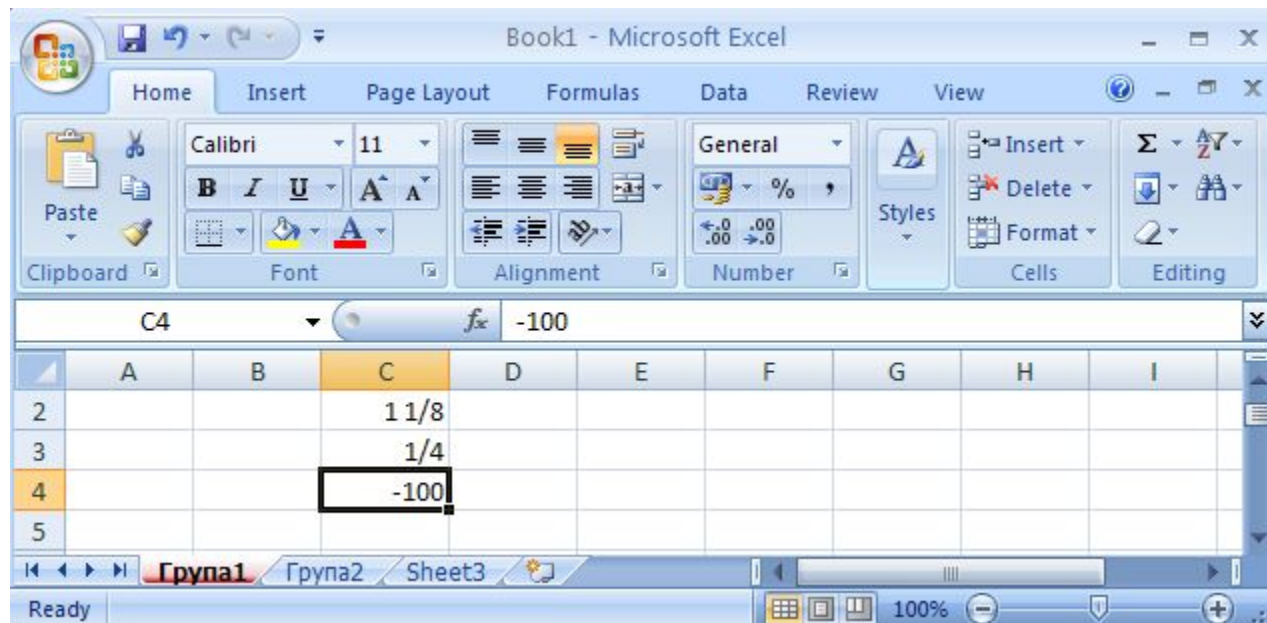 Book1 - Microsoft Excel
Home Insert Page Layout Formulas Data Review View
Calibri 11 General Insert
B I U A A % , Delete
Paste A .00 .00 Styles Format
Clipboard Font Alignment Number Cells Editing
C4 fx -100
A B C D E F G H I
2 1 1/8
3 1/4
4 -100
5
Група1 Група2 Sheet3
Ready 100%